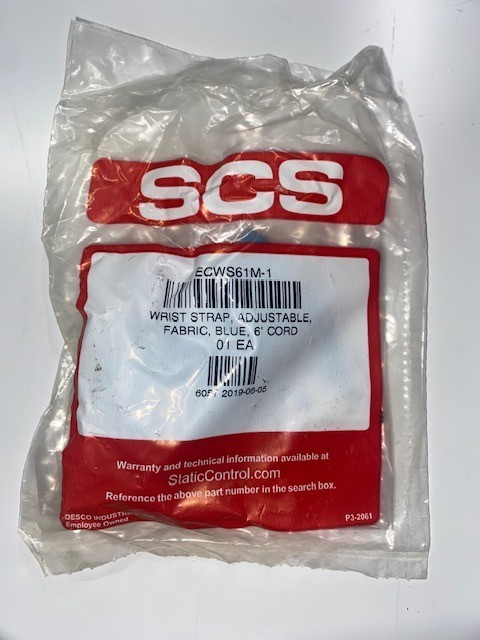 SCS
ECWS61M-1
WRIST STRAP, ADJUSTABLE,
FABRIC, BLUE, 6' CORD
01 EA
2019-06-05
Warranty and technical information available at
StaticControl.com
Reference the above part number in the search box.
DESCO
Employee Owned
P3-2061